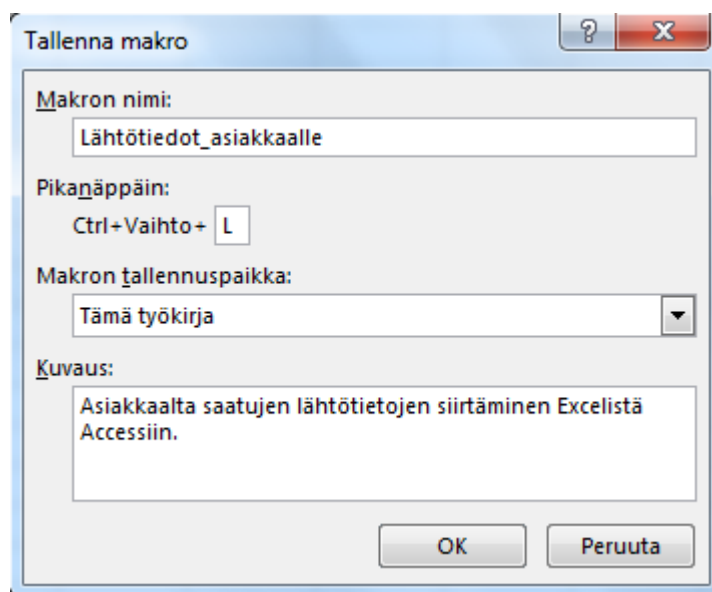 Tallenna makro
Makron nimi:
Lähtötiedot_asiakkaalle
Pikanäppäin:
Ctrl+Vaihto+ L
Makron tallennuspaikka:
Tämä työkirja
Kuvaus:
Asiakkaalta saatujen lähtötietojen siirtäminen Excelistä
Accessiin.
OK Peruuta